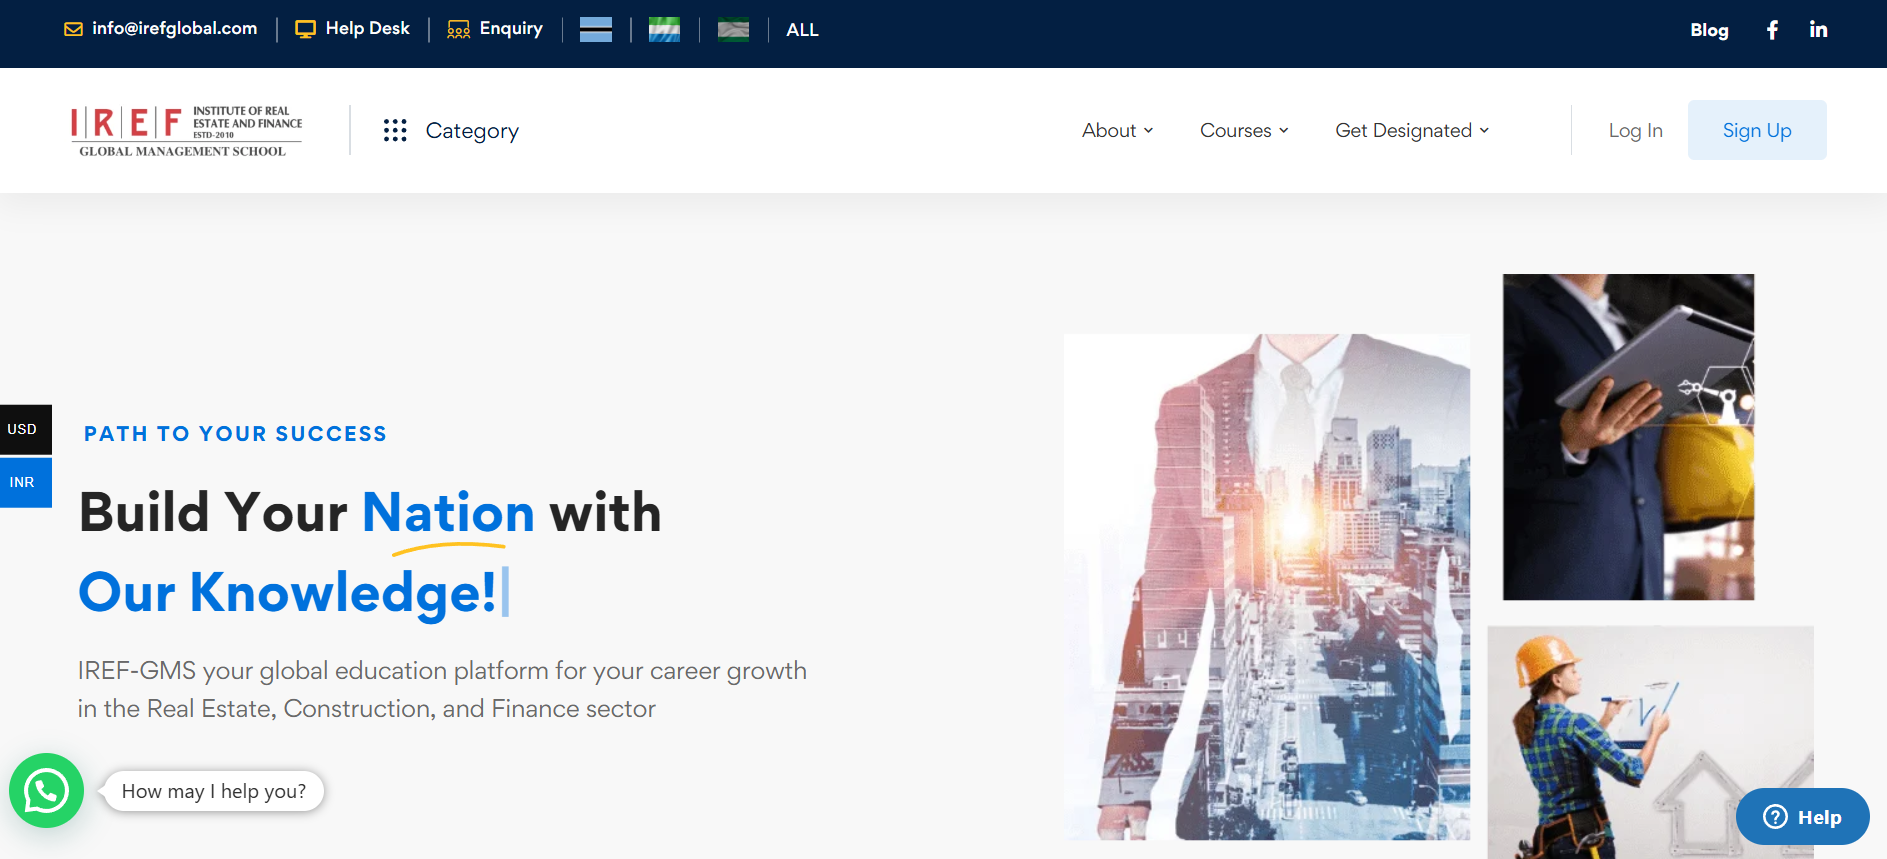 info@irefglobal.com
Help Desk
Enquiry
ALL
Blog
I R E F
INSTITUTE OF REAL
ESTATE AND FINANCE
ESTD-2010
GLOBAL MANAGEMENT SCHOOL
Category
About
Courses
Get Designated
Log In
Sign Up
USD
INR
PATH TO YOUR SUCCESS
Build Your Nation with
Our Knowledge!
IREF-GMS your global education platform for your career growth
in the Real Estate, Construction, and Finance sector
How may I help you?
Help